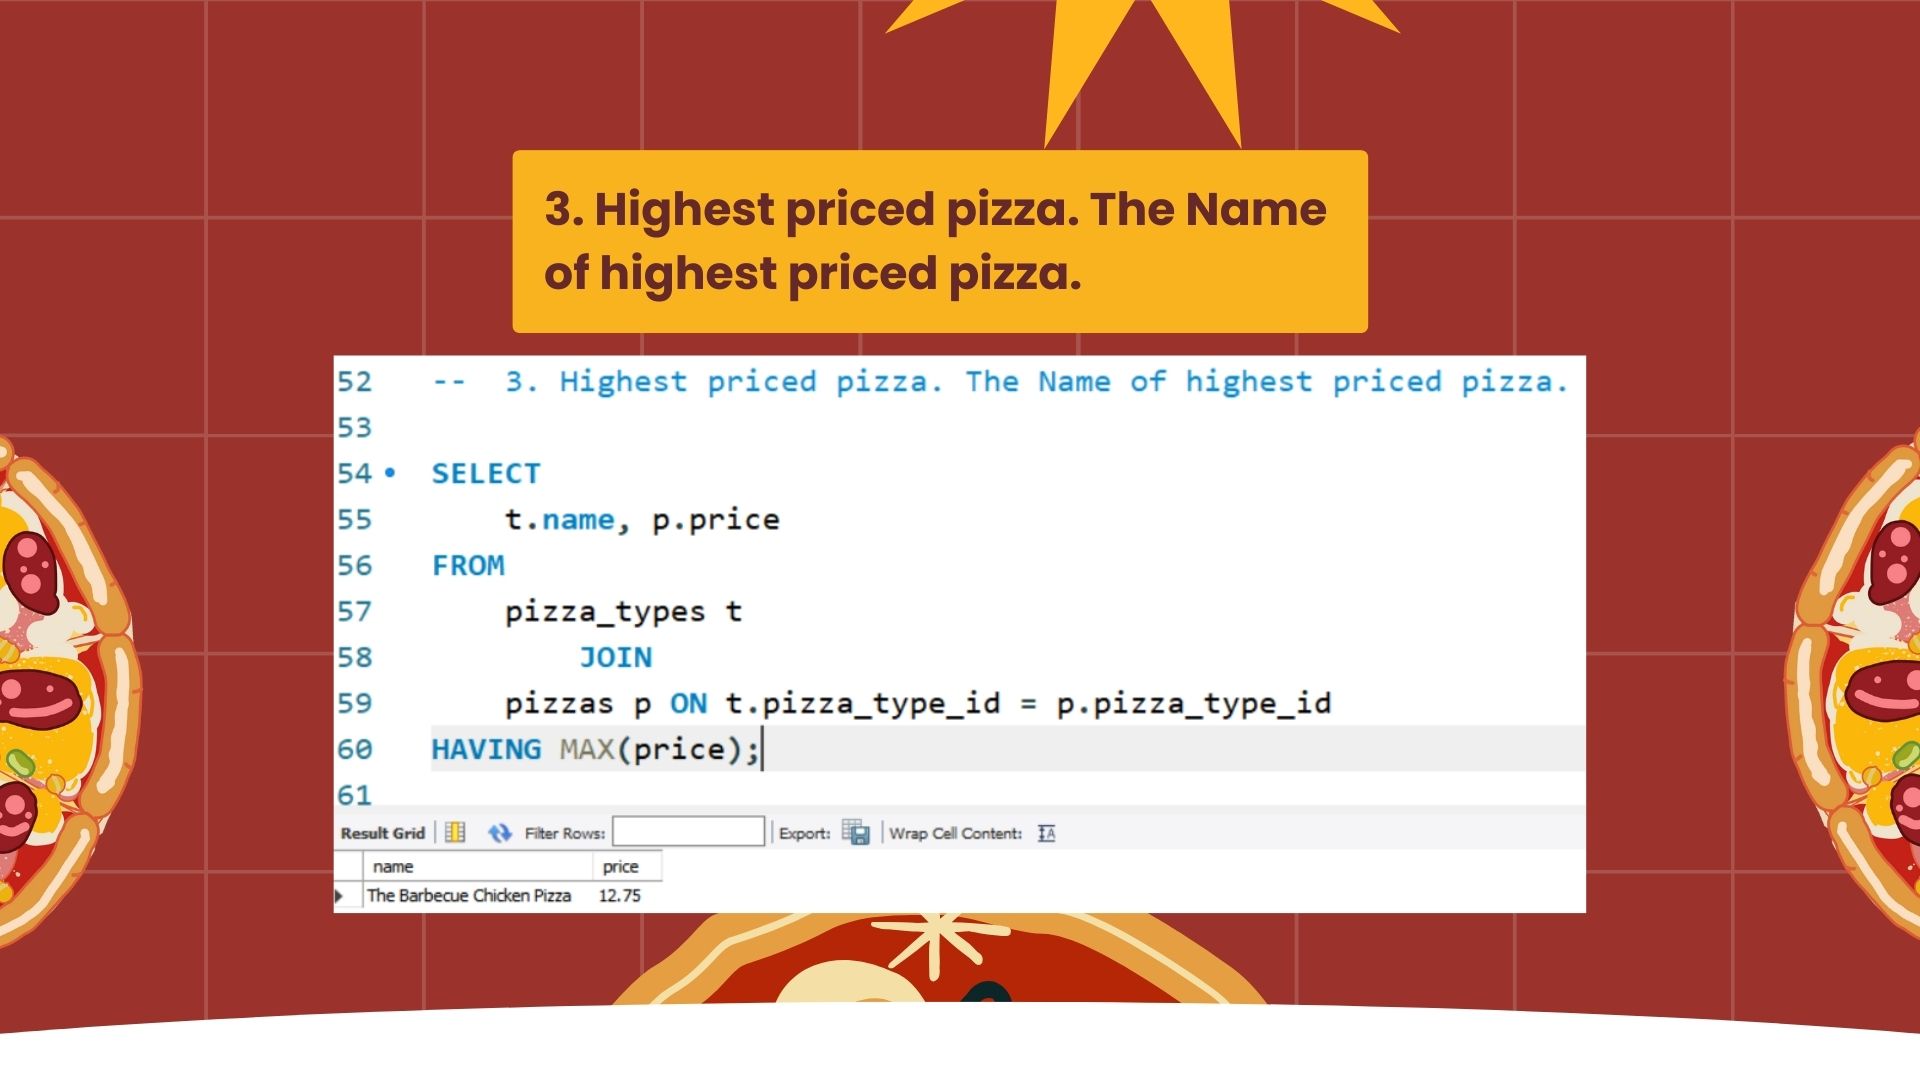 3. Highest priced pizza. The Name
of highest priced pizza.
52 -- 3. Highest priced pizza. The Name of highest priced pizza.
53
54 • SELECT
55 t.name, p.price
56 FROM
57 pizza_types t
58 JOIN
59 pizzas p ON t.pizza_type_id = p.pizza_type_id
60 HAVING MAX(price);
61
Result Grid Filter Rows: Export: Wrap Cell Content: IA
name price
The Barbecue Chicken Pizza 12.75